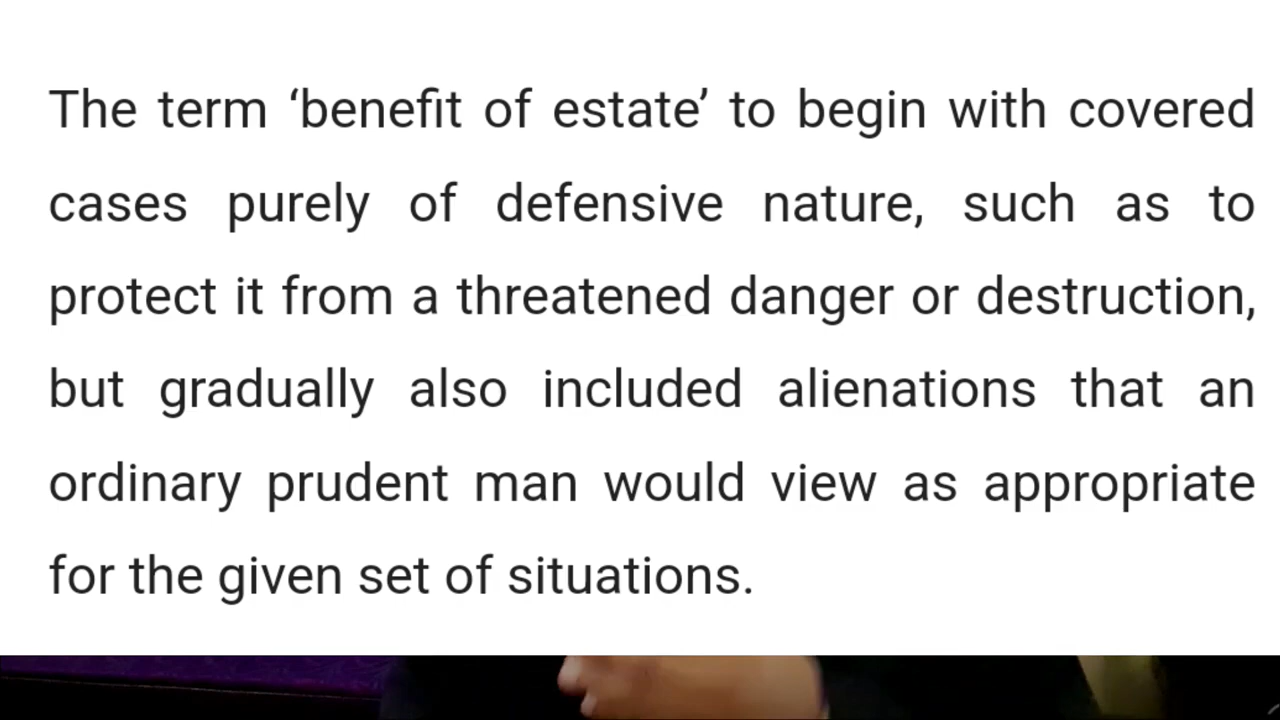 The term ‘benefit of estate’ to begin with covered
cases purely of defensive nature, such as to
protect it from a threatened danger or destruction,
but gradually also included alienations that an
ordinary prudent man would view as appropriate
for the given set of situations.